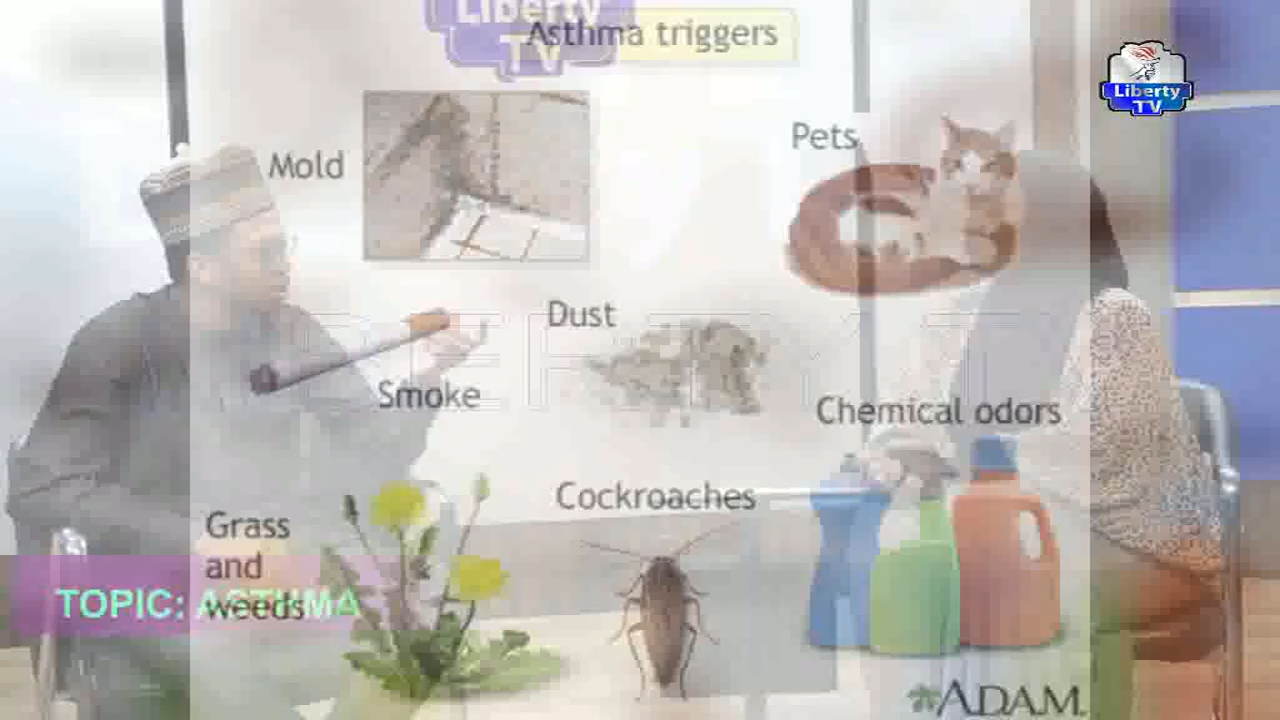 Liberty
TV
Asthma triggers
Liberty
TV
Pets
Mold
Dust
Smoke
Chemical odors
Cockroaches
Grass
and
weeds
TOPIC: ASTHMA
A.D.A.M.